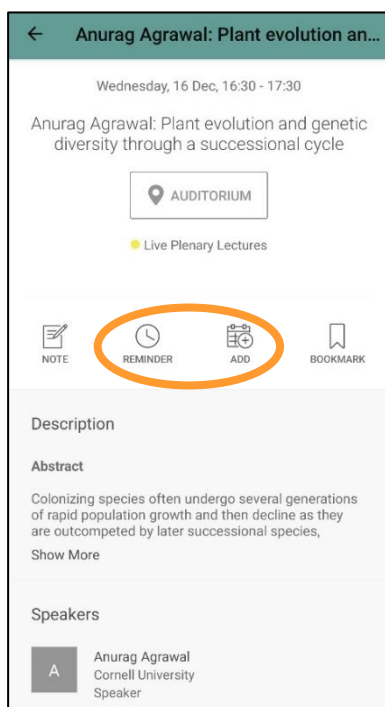 Anurag Agrawal: Plant evolution an...
Wednesday, 16 Dec, 16:30 - 17:30
Anurag Agrawal: Plant evolution and genetic
diversity through a successional cycle
AUDITORIUM
Live Plenary Lectures
NOTE REMINDER ADD BOOKMARK
Description
Abstract
Colonizing species often undergo several generations
of rapid population growth and then decline as they
are outcompeted by later successional species,
Show More
Speakers
A
Anurag Agrawal
Cornell University
Speaker